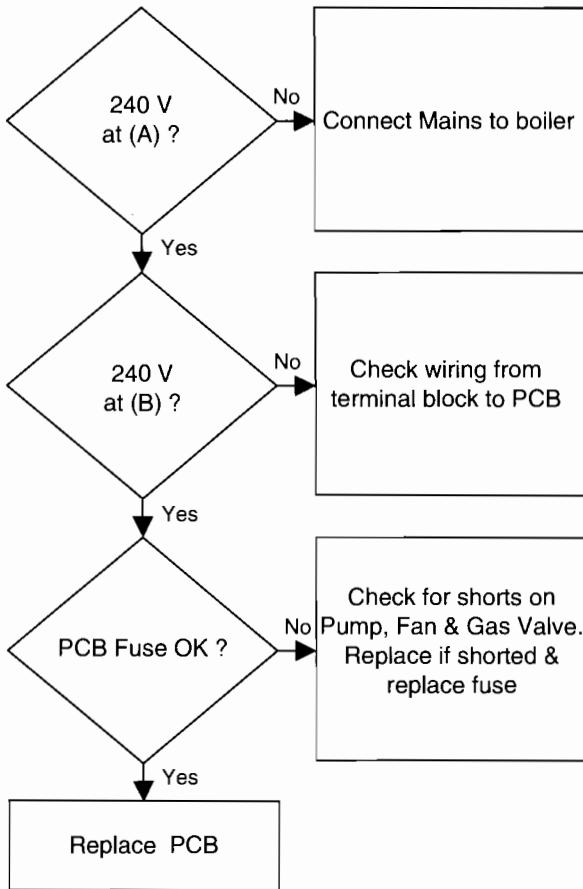 240 V
at (A) ?
No
Connect Mains to boiler
Yes
240 V
at (B) ?
No
Check wiring from
terminal block to PCB
Yes
PCB Fuse OK ?
No
Check for shorts on
Pump, Fan & Gas Valve.
Replace if shorted &
replace fuse
Yes
Replace PCB